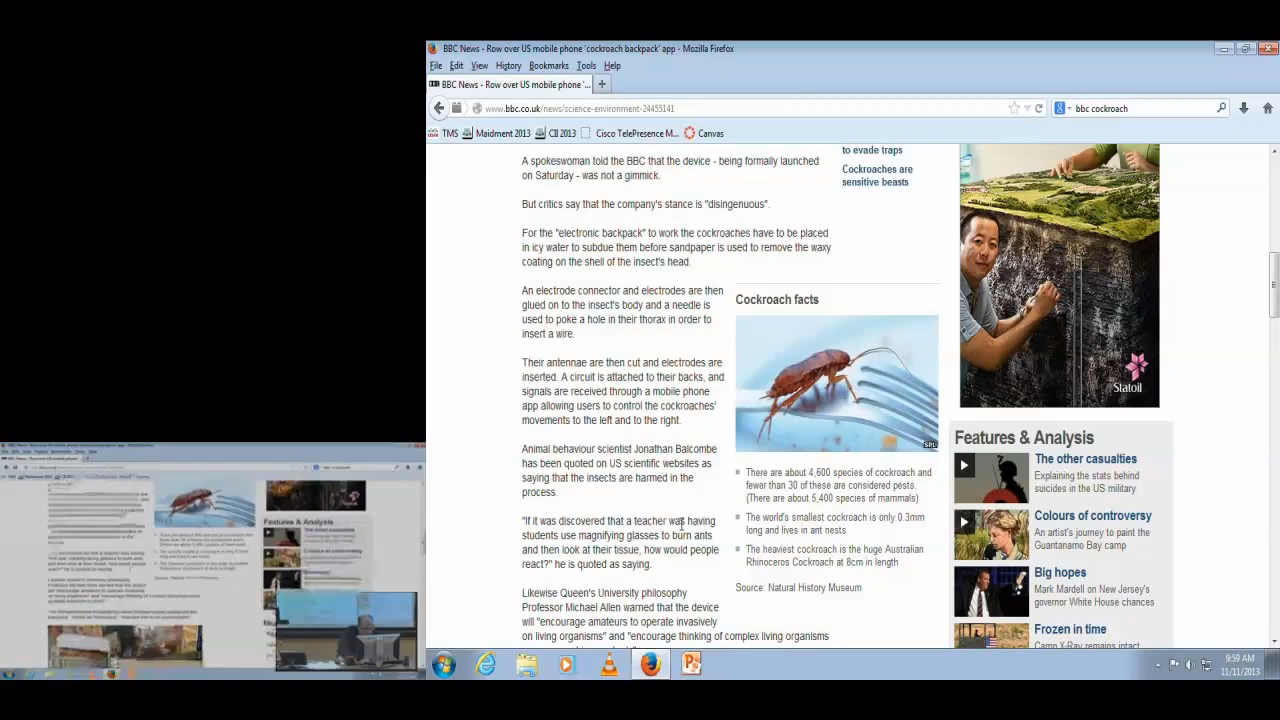 BBC News - Row over US mobile phone 'cockroach backpack' app - Mozilla Firefox
File Edit View History Bookmarks Tools Help
BBC News - Row over US mobile phone '...
www.bbc.co.uk/news/science-environment-24455141
bbc cockroach
TMS Maidment 2013 CII 2013 Cisco TelePresence M... Canvas
A spokeswoman told the BBC that the device - being formally launched
on Saturday - was not a gimmick.
But critics say that the company's stance is "disingenuous".
For the "electronic backpack" to work the cockroaches have to be placed
in icy water to subdue them before sandpaper is used to remove the waxy
coating on the shell of the insect's head.
An electrode connector and electrodes are then
glued on to the insect's body and a needle is
used to poke a hole in their thorax in order to
insert a wire.
Their antennae are then cut and electrodes are
inserted. A circuit is attached to their backs, and
signals are received through a mobile phone
app allowing users to control the cockroaches'
movements to the left and to the right.
Animal behaviour scientist Jonathan Balcombe
has been quoted on US scientific websites as
saying that the insects are harmed in the
process.
"If it was discovered that a teacher was having
students use magnifying glasses to burn ants
and then look at their tissue, how would people
react?" he is quoted as saying.
Likewise Queen's University philosophy
Professor Michael Allen warned that the device
will "encourage amateurs to operate invasively
on living organisms" and "encourage thinking of complex living organisms
to evade traps
Cockroaches are
sensitive beasts
Cockroach facts
SPL
There are about 4,600 species of cockroach and
fewer than 30 of these are considered pests.
(There are about 5,400 species of mammals)
The world's smallest cockroach is only 0.3mm
long and lives in ant nests
The heaviest cockroach is the Australian
Rhinoceros Cockroach at 8cm in length
Source: Natural History Museum
Statoil
Features & Analysis
The other casualties
Explaining the stats behind
suicides in the US military
Colours of controversy
An artist's journey to paint the
Guantanamo Bay camp
Big hopes
Mark Mardell on New Jersey's
governor White House chances
Frozen in time
Camp X-Ray remains intact
9:59 AM
11/11/2013
Features & Analysis